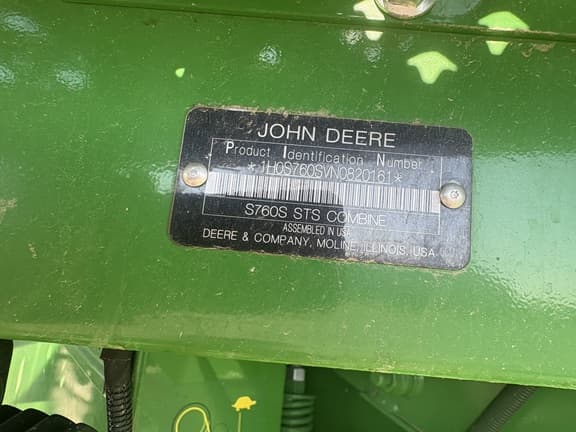 JOHN DEERE
Product Identification Number
*1H0S760SVN0820161*
S760S STS COMBINE
ASSEMBLED IN USA
DEERE & COMPANY, MOLINE, ILLINOIS, USA